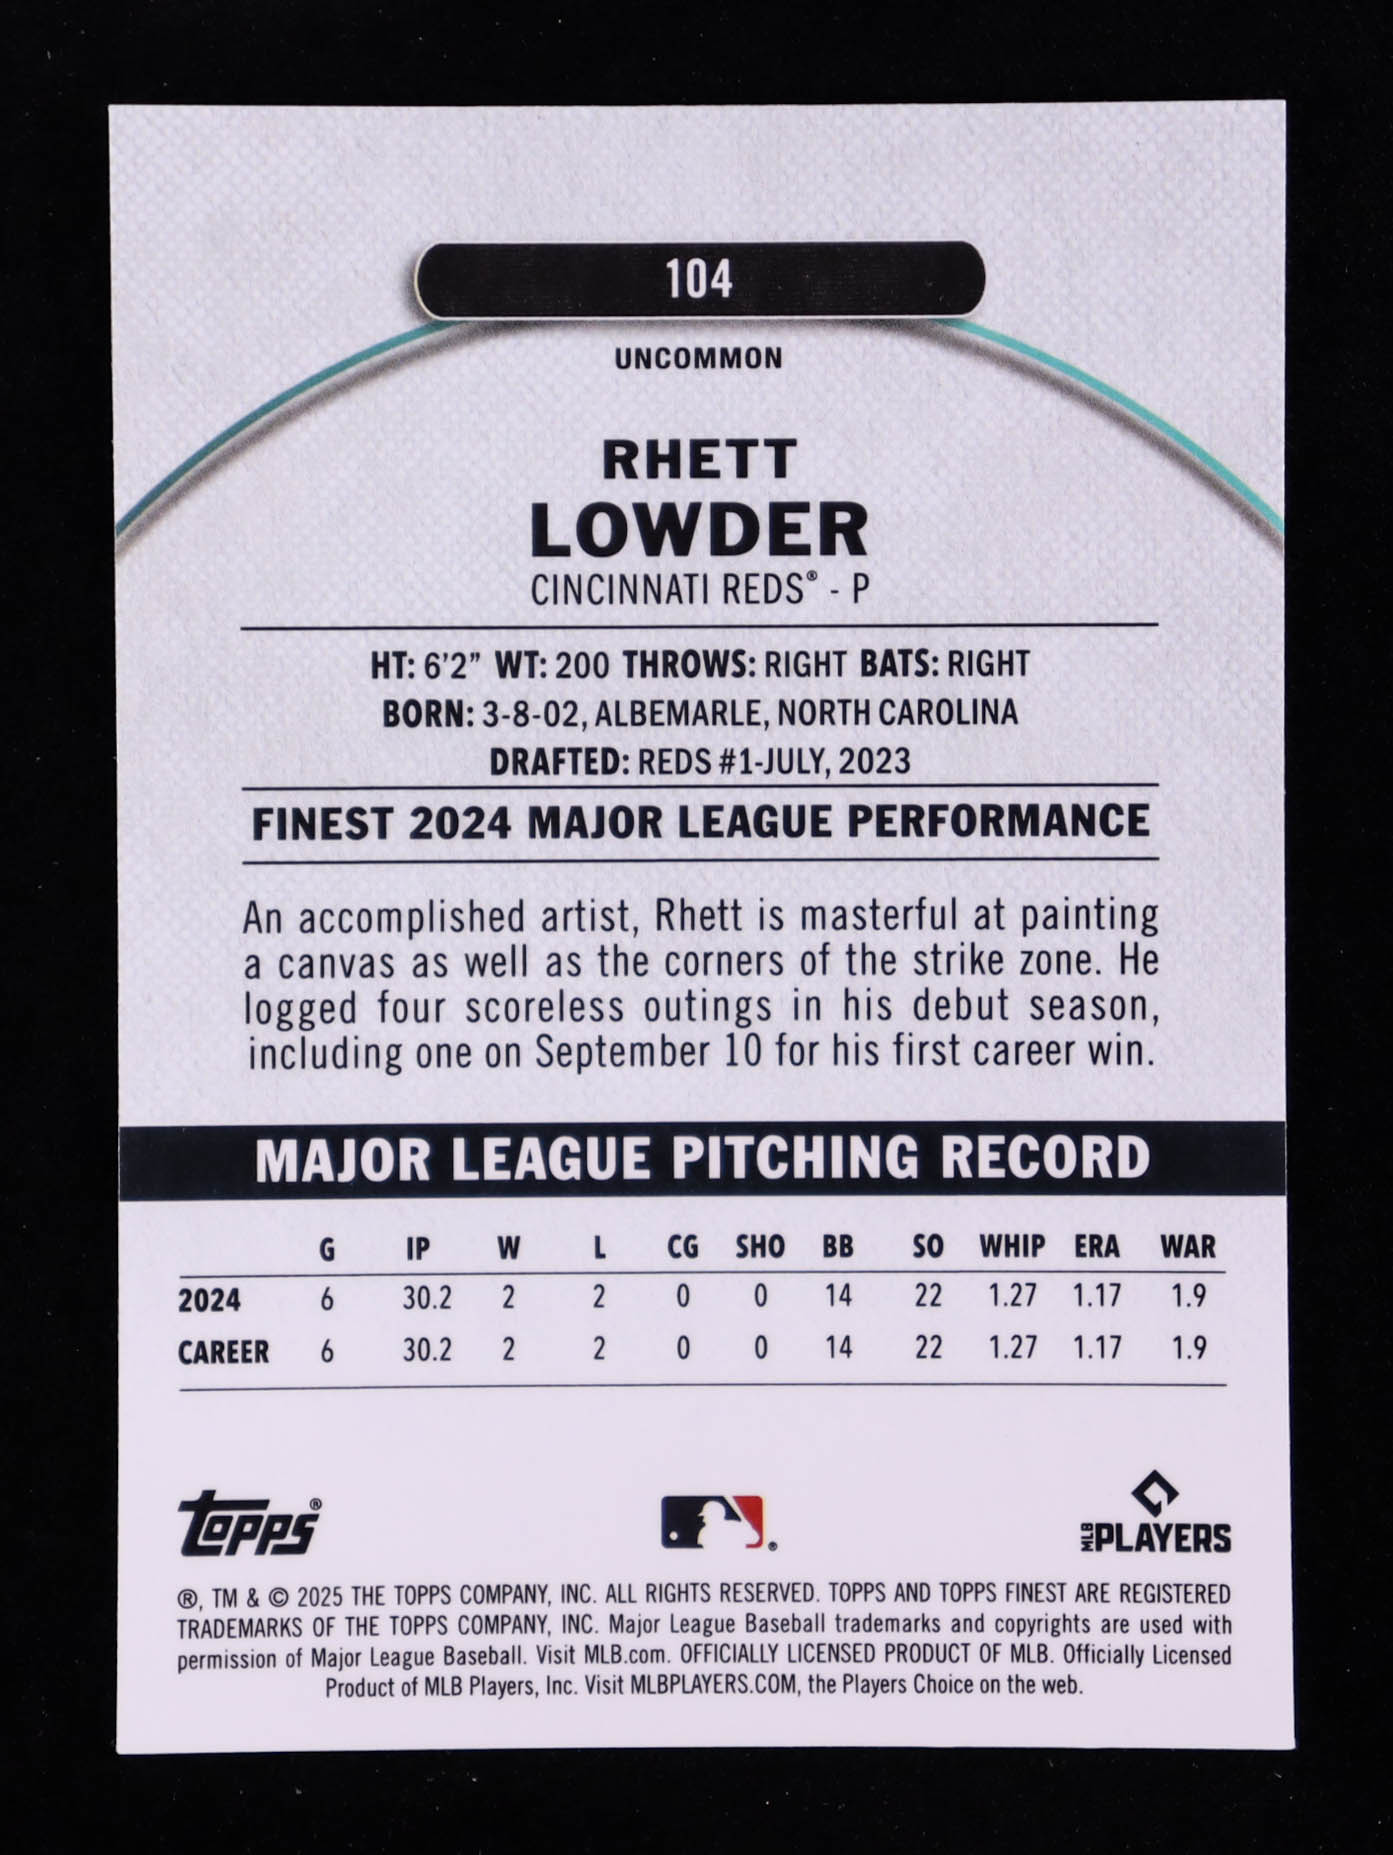 104
UNCOMMON
RHETT
LOWDER
CINCINNATI REDS® - P
HT: 6'2” WT: 200 THROWS: RIGHT BATS: RIGHT
BORN: 3-8-02, ALBEMARLE, NORTH CAROLINA
DRAFTED: REDS #1-JULY, 2023
FINEST 2024 MAJOR LEAGUE PERFORMANCE
An accomplished artist, Rhett is masterful at painting
a canvas as well as the corners of the strike zone. He
logged four scoreless outings in his debut season,
including one on September 10 for his first career win.
MAJOR LEAGUE PITCHING RECORD
G IP W L CG SHO BB SO WHIP ERA WAR
2024 6 30.2 2 2 0 0 14 22 1.27 1.17 1.9
CAREER 6 30.2 2 2 0 0 14 22 1.27 1.17 1.9
Topps® ® MLB PLAYERS
®, TM & © 2025 THE TOPPS COMPANY, INC. ALL RIGHTS RESERVED. TOPPS AND TOPPS FINEST ARE REGISTERED
TRADEMARKS OF THE TOPPS COMPANY, INC. Major League Baseball trademarks and copyrights are used with
permission of Major League Baseball. Visit MLB.com. OFFICIALLY LICENSED PRODUCT OF MLB. Officially Licensed
Product of MLB Players, Inc. Visit MLBPLAYERS.COM, the Players Choice on the web.